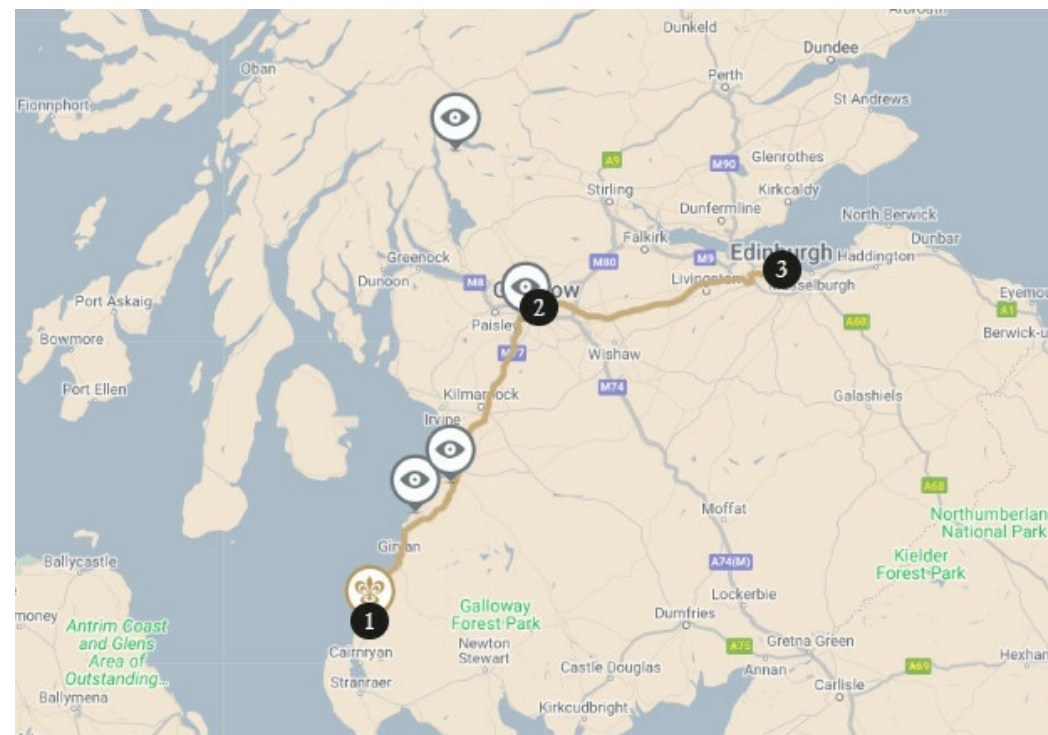 Arbroath
Dunkeld
Dundee
Oban
Perth
Fionnphort
St Andrews
A9
M90
Glenrothes
Stirling
Kirkcaldy
Dunfermline
North Berwick
Falkirk
Dunbar
Greenock
M80
M9
Edinburgh
Haddington
Dunoon
M8
3
Port Askaig
2
Paisley
A1
A68
Berwick-u
Bowmore
Wishaw
M74
Port Ellen
Kilmarnock
Galashiels
Irvine
A68
Moffat
Northumberlan
National Park
Girvan
Ballycastle
A74(M)
Kielder
Forest Park
Lockerbie
Galloway
Forest Park
money
1
Dumfries
Antrim Coast
and Glens
Area of
Outstanding...
Cairnryan
Newton
Stewart
Gretna Green
A75
Hexham
Castle Douglas
Annan
A69
Stranraer
Carlisle
Ballymena
Kirkcudbright